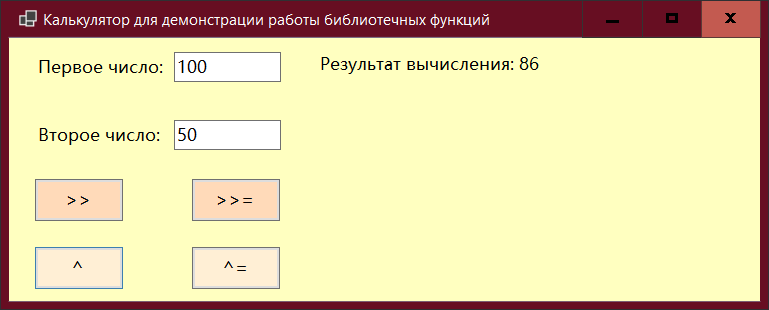 Калькулятор для демонстрации работы библиотечных функций
Первое число: 100
Результат вычисления: 86
Второе число: 50
>> >>=
^ ^=